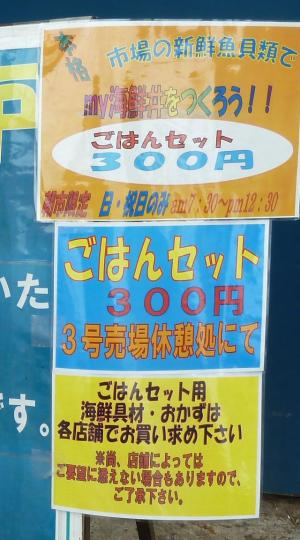 本格
市場の新鮮魚貝類で
my海鮮丼をつくろう！！
ごはんセット
３００円
日・祝日のみ am7：30～pm12：30
ごはんセット
３００円
３号売場休憩処にて
ごはんセット用
海鮮具材・おかずは
各店舗でお買い求め下さい
※尚、店舗によっては
ご要望に添えない場合もありますので、
ご了承下さい。
いた
です。